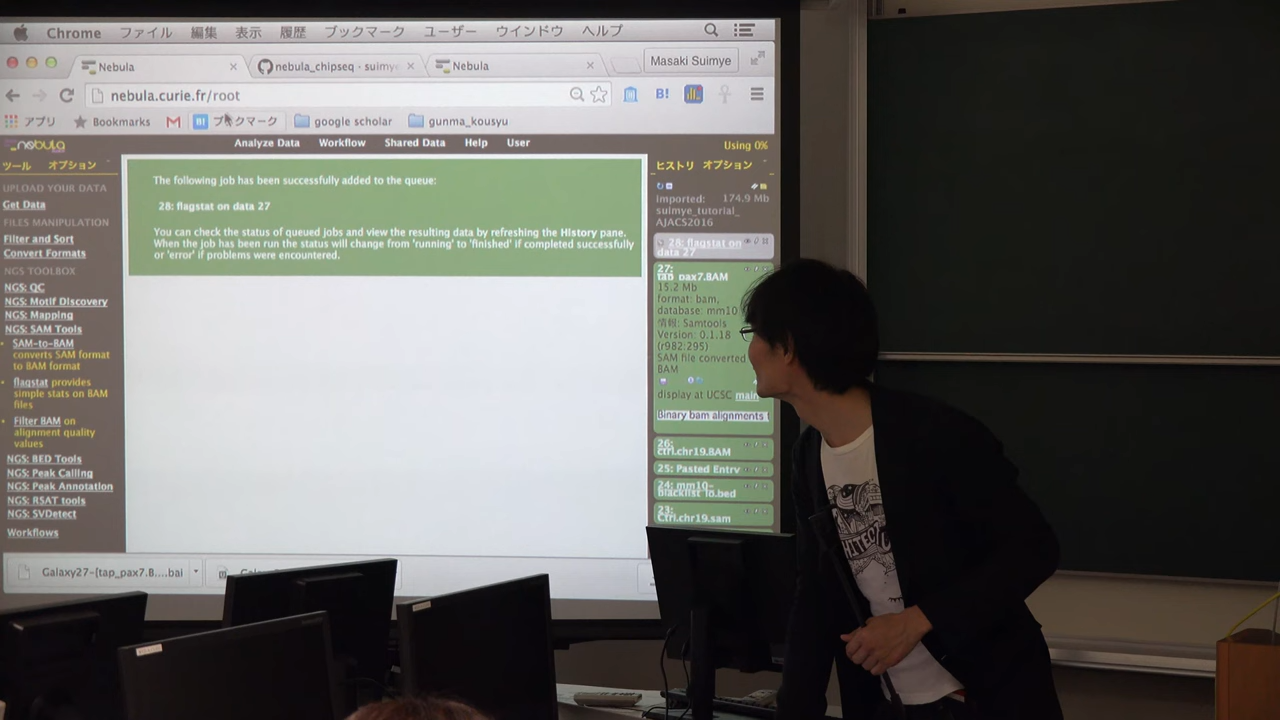 Chrome ファイル 編集 表示 履歴 ブックマーク ユーザー ウインドウ ヘルプ
Nebula
nebula_chipseq - suimye
Nebula
Masaki Suimye
nebula.curie.fr/root
アプリ
Bookmarks
B! ブックマーク
google scholar
gunma_kousyu
nebula
Analyze Data
Workflow
Shared Data
Help
User
Using 0%
ツール
オプション
UPLOAD YOUR DATA
Get Data
FILES MANIPULATION
Filter and Sort
Convert Formats
NGS TOOLBOX
NGS: QC
NGS: Motif Discovery
NGS: Mapping
NGS: SAM Tools
SAM-to-BAM
converts SAM format
to BAM format
flagstat provides
simple stats on BAM
files
Filter BAM on
alignment quality
values
NGS: BED Tools
NGS: Peak Calling
NGS: Peak Annotation
NGS: RSAT tools
NGS: SVDetect
Workflows
The following job has been successfully added to the queue:
28: flagstat on data 27
You can check the status of queued jobs and view the resulting data by refreshing the History pane.
When the job has been run the status will change from 'running' to 'finished' if completed successfully
or 'error' if problems were encountered.
ヒストリ オプション
imported: 174.9 Mb
suimye_tutorial_
AJACS2016
28: flagstat on
data 27
27:
tap_pax7.BAM
15.2 Mb
format: bam,
database: mm10
情報: Samtools
Version: 0.1.18
(r982:295)
SAM file converted
BAM
display at UCSC main
Binary bam alignments
26:
ctrl.chr19.BAM
25: Pasted Entry
24: mm10-
blacklist_lo.bed
23:
Ctrl.chr19.sam
Galaxy27-(tap_pax7.B....bai